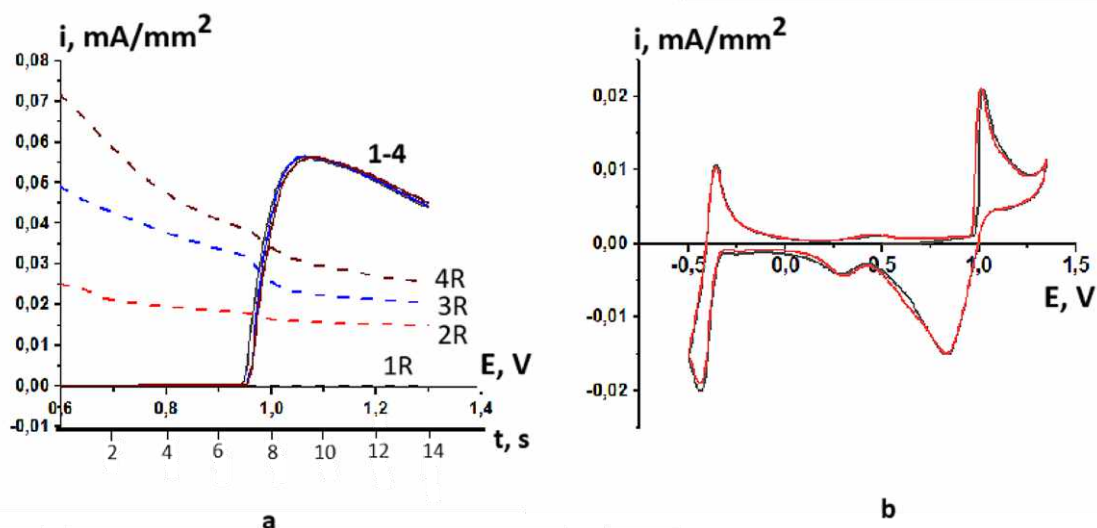 i, mA/mm²
0,08
0,07
0,06
0,05
0,04
0,03
0,02
0,01
0,00
-0,01
1-4
4R
3R
2R
1R
E, V
0,6 0,8 1,0 1,2 1,4
t, s
2 4 6 8 10 12 14
a
i, mA/mm²
0,02
0,01
0,00
-0,01
-0,02
-0,5 0,0 0,5 1,0 1,5
E, V
b